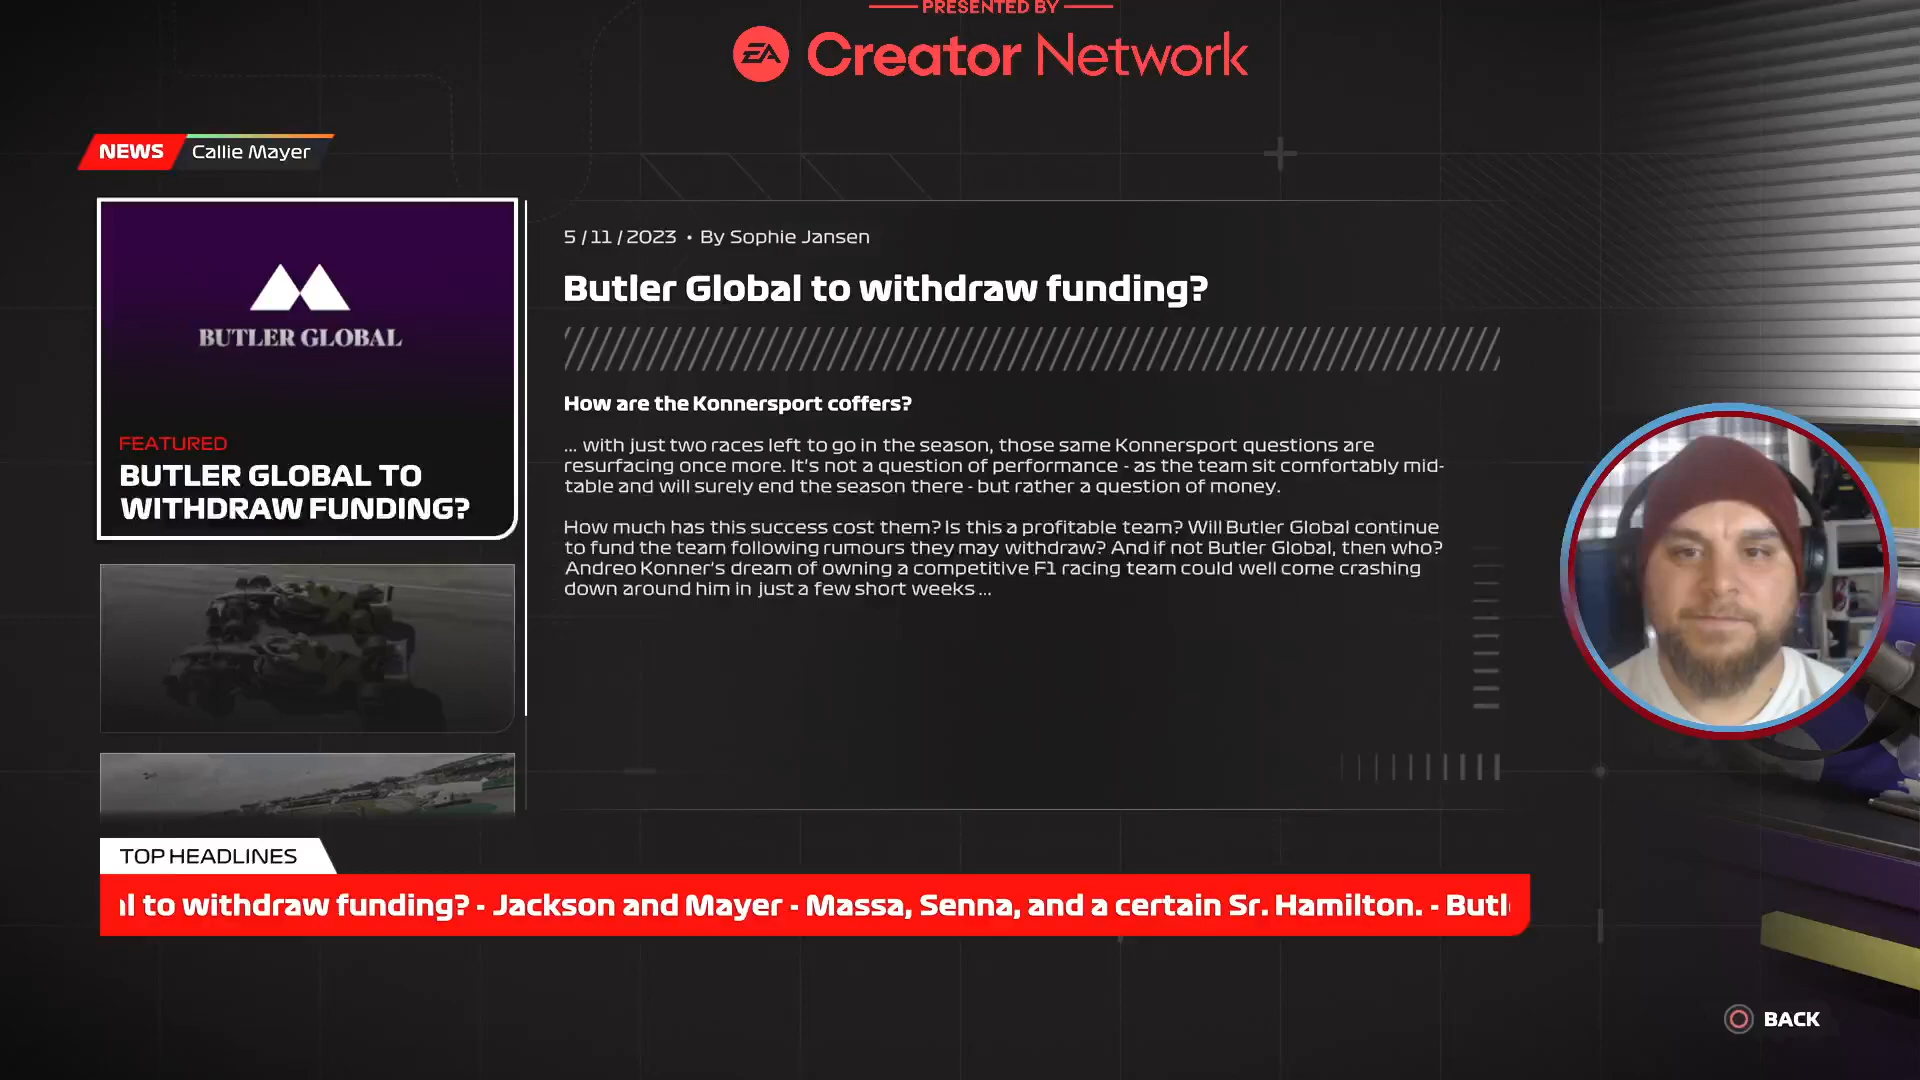 PRESENTED BY
EA Creator Network
NEWS Callie Mayer
BUTLER GLOBAL
FEATURED
BUTLER GLOBAL TO
WITHDRAW FUNDING?
5 / 11 / 2023 • By Sophie Jansen
Butler Global to withdraw funding?
How are the Konnersport coffers?
... with just two races left to go in the season, those same Konnersport questions are
resurfacing once more. It's not a question of performance - as the team sit comfortably mid-
table and will surely end the season there - but rather a question of money.
How much has this success cost them? Is this a profitable team? Will Butler Global continue
to fund the team following rumours they may withdraw? And if not Butler Global, then who?
Andreo Konner's dream of owning a competitive F1 racing team could well come crashing
down around him in just a few short weeks ...
TOP HEADLINES
al to withdraw funding? - Jackson and Mayer - Massa, Senna, and a certain Sr. Hamilton. - Butl
BACK